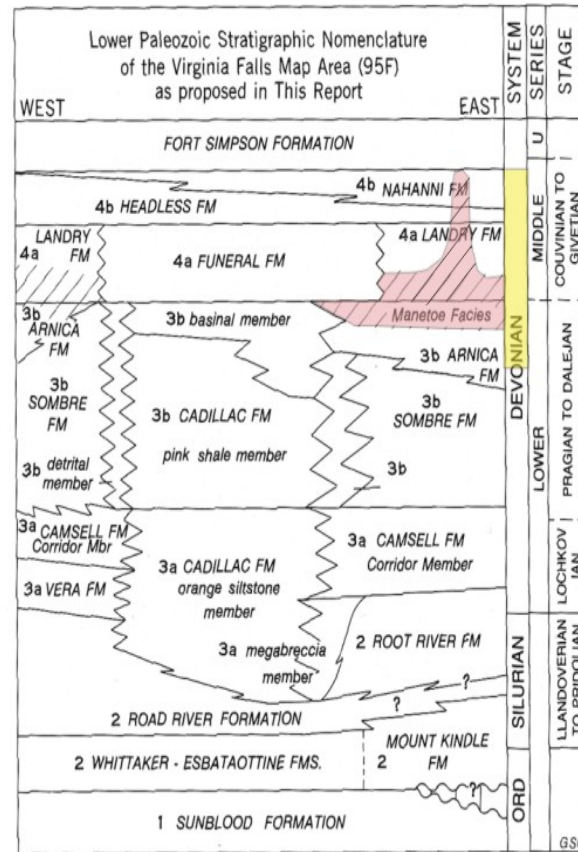 Lower Paleozoic Stratigraphic Nomenclature
of the Virginia Falls Map Area (95F)
as proposed in This Report
WEST
EAST
SYSTEM
SERIES
STAGE
FORT SIMPSON FORMATION
U
4b NAHANNI FM
4b HEADLESS FM
LANDRY
4a FM
4a FUNERAL FM
4a LANDRY FM
MIDDLE
COUVINIAN TO
GIVETIAN
3b
ARNICA
FM
3b basinal member
Manetoe Facies
3b ARNICA
FM
DEVONIAN
3b
SOMBRE
FM
3b CADILLAC FM
pink shale member
3b
SOMBRE FM
3b detrital
member
3b
LOWER
PRAGIAN TO DALEJAN
3a CAMSELL FM
Corridor Mbr
3a VERA FM
3a CADILLAC FM
orange siltstone
member
3a CAMSELL FM
Corridor Member
LOCHKOV
IAN
3a megabreccia
member
2 ROOT RIVER FM
?
?
2 ROAD RIVER FORMATION
SILURIAN
LLANDOVERIAN
TO PRIDOLIAN
2 WHITTAKER - ESBATAOTTINE FMS.
2 MOUNT KINDLE
FM
?
ORD
1 SUNBLOOD FORMATION